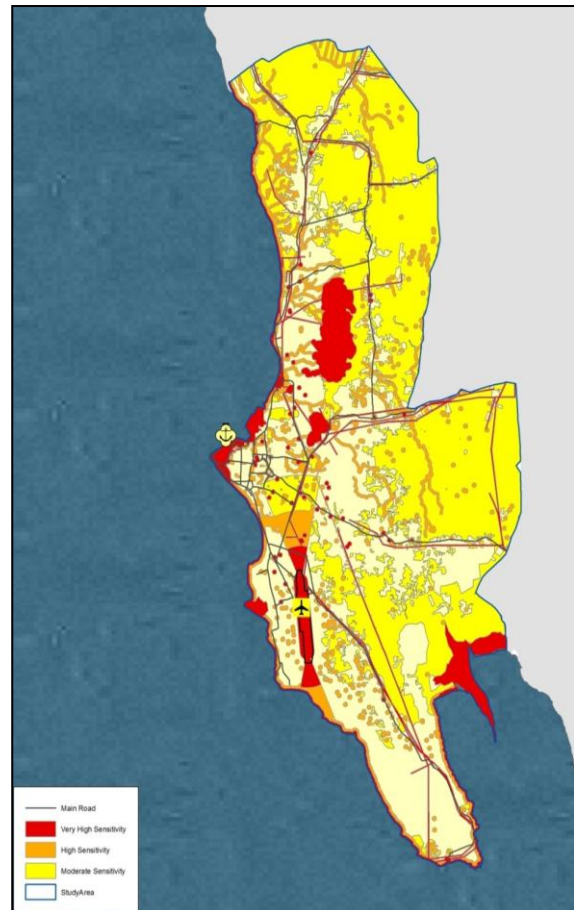 Main Road
Very High Sensitivity
High Sensitivity
Moderate Sensitivity
StudyArea